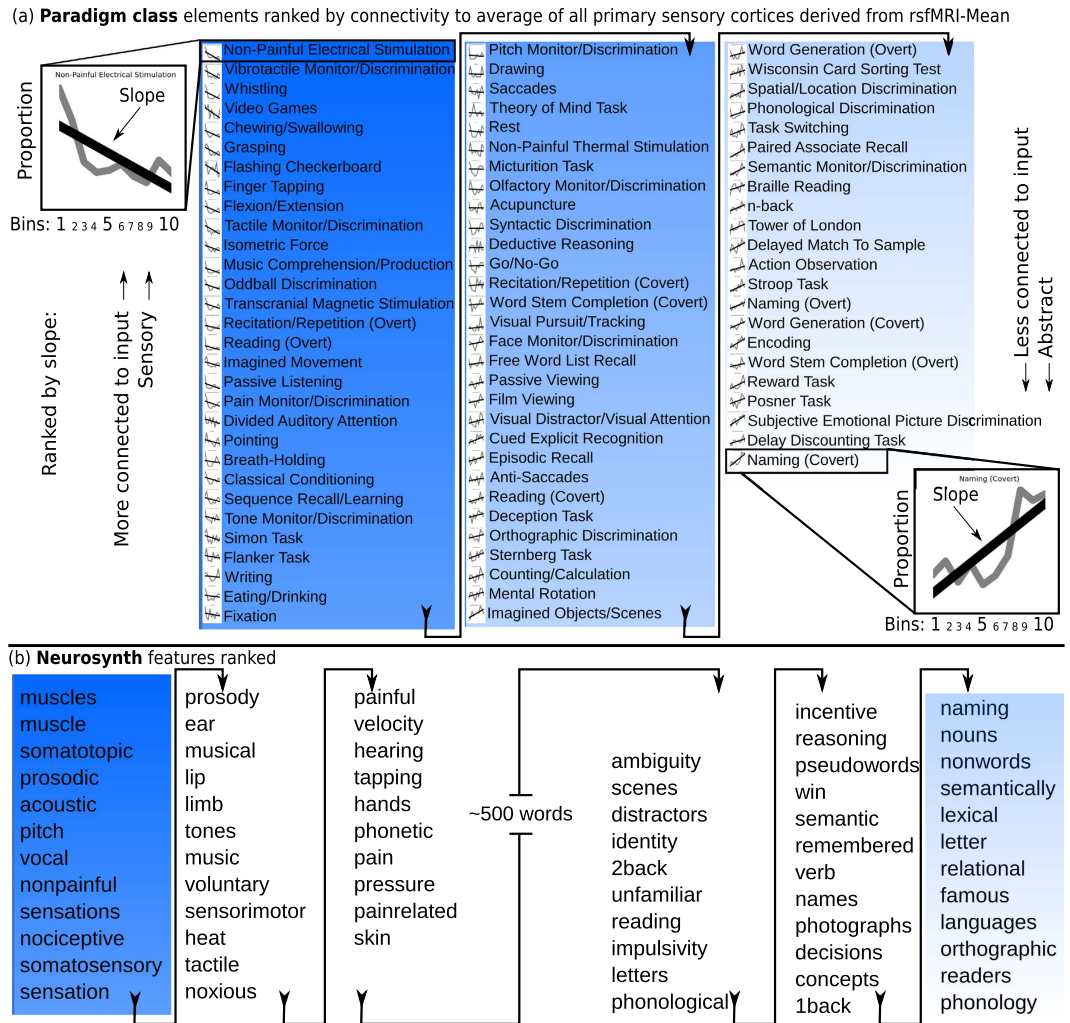 (a) Paradigm class elements ranked by connectivity to average of all primary sensory cortices derived from rsfMRI-Mean
Non-Painful Electrical Stimulation
Slope
Proportion
Bins: 1 2 3 4 5 6 7 8 9 10
Ranked by slope:
More connected to input
Sensory
Non-Painful Electrical Stimulation
Vibrotactile Monitor/Discrimination
Whistling
Video Games
Chewing/Swallowing
Grasping
Flashing Checkerboard
Finger Tapping
Flexion/Extension
Tactile Monitor/Discrimination
Isometric Force
Music Comprehension/Production
Oddball Discrimination
Transcranial Magnetic Stimulation
Recitation/Repetition (Overt)
Reading (Overt)
Imagined Movement
Passive Listening
Pain Monitor/Discrimination
Divided Auditory Attention
Pointing
Breath-Holding
Classical Conditioning
Sequence Recall/Learning
Tone Monitor/Discrimination
Simon Task
Flanker Task
Writing
Eating/Drinking
Fixation
Pitch Monitor/Discrimination
Drawing
Saccades
Theory of Mind Task
Rest
Non-Painful Thermal Stimulation
Micturition Task
Olfactory Monitor/Discrimination
Acupuncture
Syntactic Discrimination
Deductive Reasoning
Go/No-Go
Recitation/Repetition (Covert)
Word Stem Completion (Covert)
Visual Pursuit/Tracking
Face Monitor/Discrimination
Free Word List Recall
Passive Viewing
Film Viewing
Visual Distractor/Visual Attention
Cued Explicit Recognition
Episodic Recall
Anti-Saccades
Reading (Covert)
Deception Task
Orthographic Discrimination
Sternberg Task
Counting/Calculation
Mental Rotation
Imagined Objects/Scenes
Word Generation (Overt)
Wisconsin Card Sorting Test
Spatial/Location Discrimination
Phonological Discrimination
Task Switching
Paired Associate Recall
Semantic Monitor/Discrimination
Braille Reading
n-back
Tower of London
Delayed Match To Sample
Action Observation
Stroop Task
Naming (Overt)
Word Generation (Covert)
Encoding
Word Stem Completion (Overt)
Reward Task
Posner Task
Subjective Emotional Picture Discrimination
Delay Discounting Task
Naming (Covert)
Less connected to input
Abstract
Naming (Covert)
Slope
Proportion
Bins: 1 2 3 4 5 6 7 8 9 10
(b) Neurosynth features ranked
muscles
muscle
somatotopic
prosodic
acoustic
pitch
vocal
nonpainful
sensations
nociceptive
somatosensory
sensation
prosody
ear
musical
lip
limb
tones
music
voluntary
sensorimotor
heat
tactile
noxious
painful
velocity
hearing
tapping
hands
phonetic
pain
pressure
painrelated
skin
~500 words
ambiguity
scenes
distractors
identity
2back
unfamiliar
reading
impulsivity
letters
phonological
incentive
reasoning
pseudowords
win
semantic
remembered
verb
names
photographs
decisions
concepts
1back
naming
nouns
nonwords
semantically
lexical
letter
relational
famous
languages
orthographic
readers
phonology